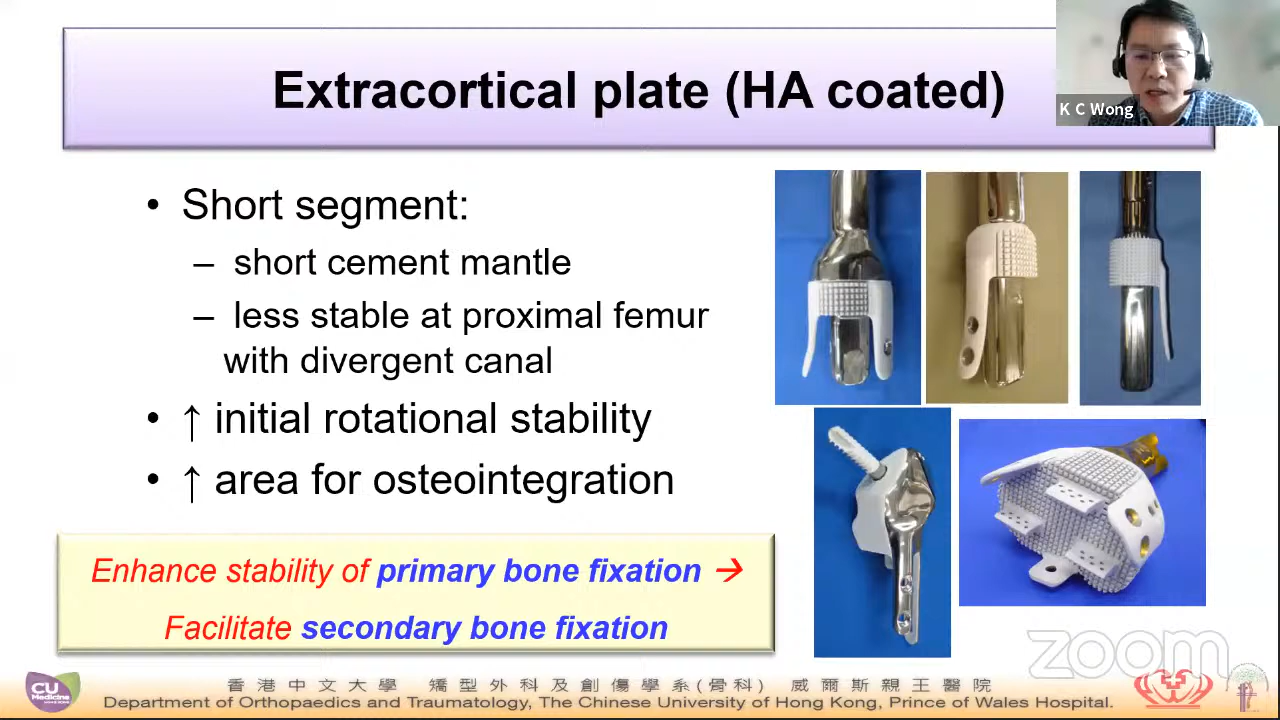 Extracortical plate (HA coated)
K C Wong
• Short segment:
– short cement mantle
– less stable at proximal femur
with divergent canal
• ↑ initial rotational stability
• ↑ area for osteointegration
Enhance stability of primary bone fixation →
Facilitate secondary bone fixation
zoom
CU
Medicine
HONG KONG
香港中文大學 矯型外科及創傷學系(骨科) 威爾斯親王醫院
Department of Orthopaedics and Traumatology, The Chinese University of Hong Kong, Prince of Wales Hospital.